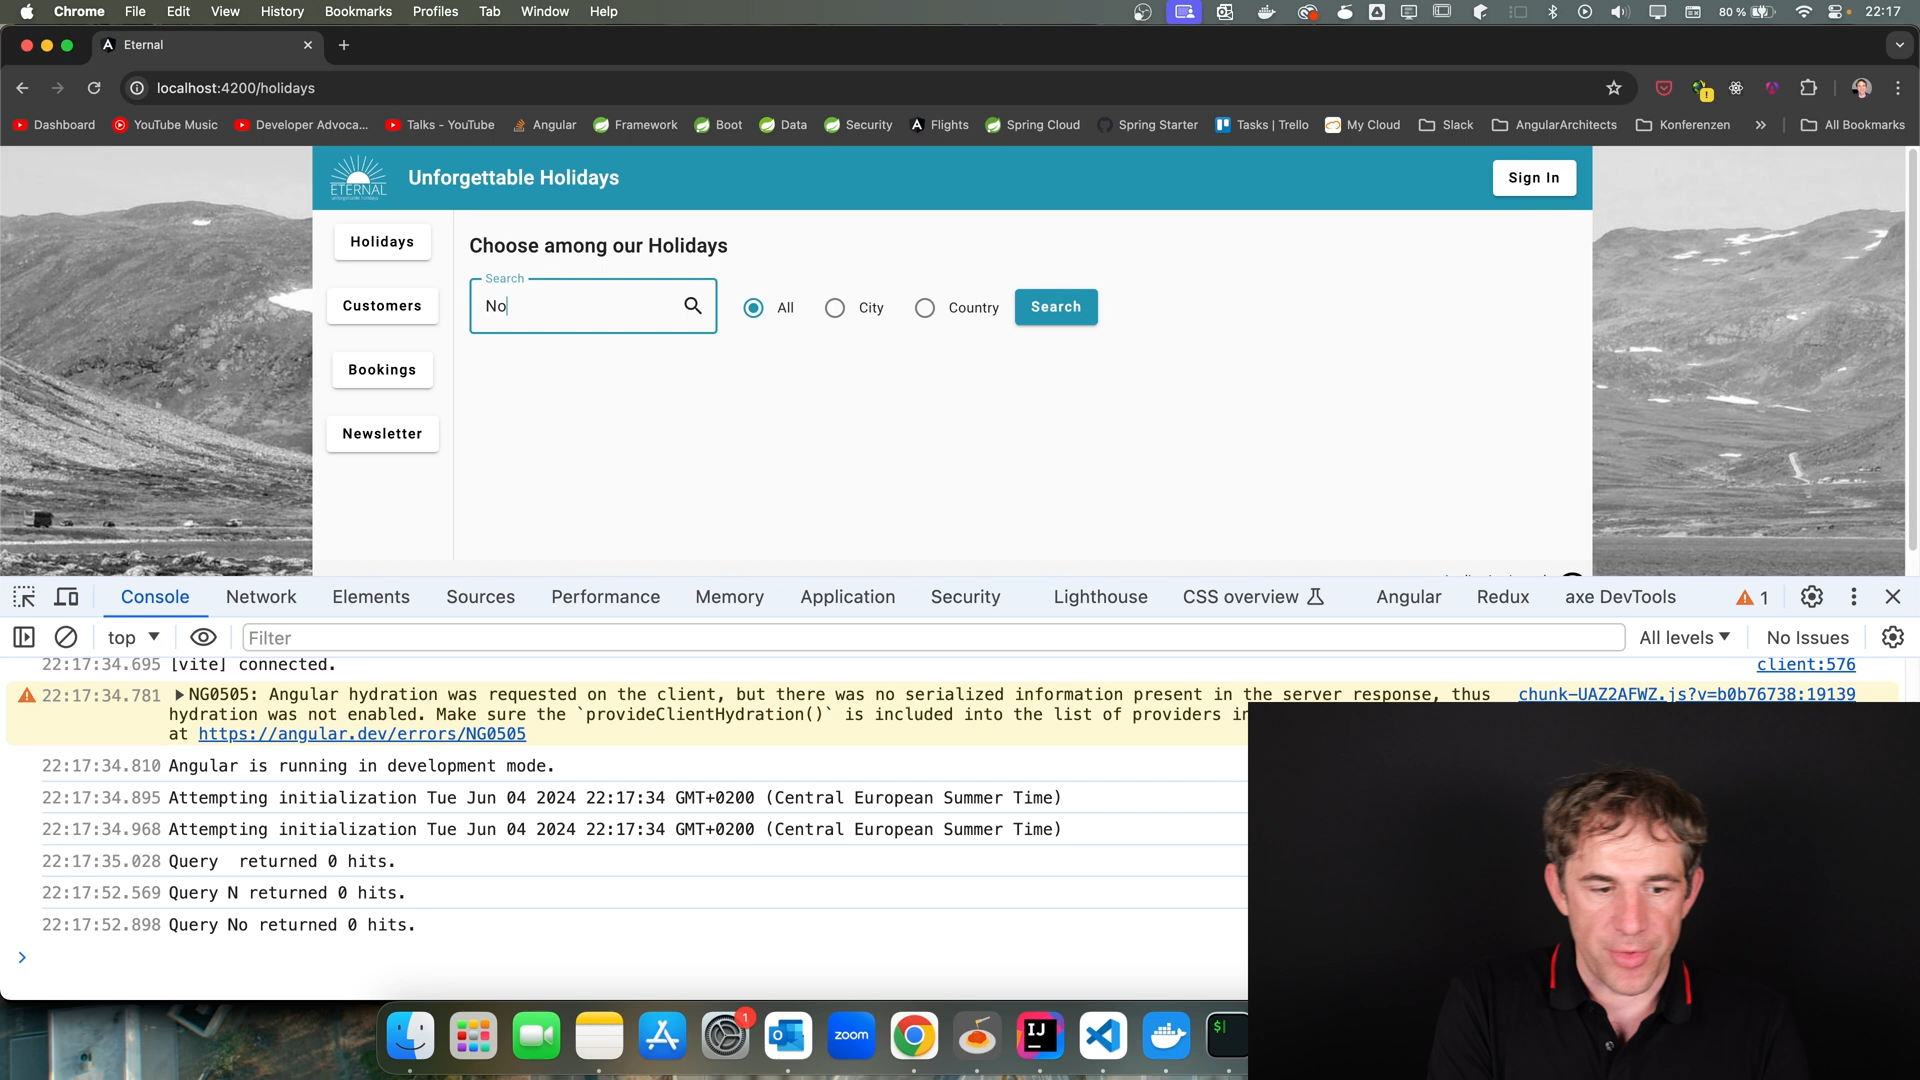 Chrome File Edit View History Bookmarks Profiles Tab Window Help 80 % 22:17
Eternal
localhost:4200/holidays
Dashboard YouTube Music Developer Advoca... Talks - YouTube Angular Framework Boot Data Security Flights Spring Cloud Spring Starter Tasks | Trello My Cloud Slack AngularArchitects Konferenzen » All Bookmarks
ETERNAL
unforgettable holidays
Unforgettable Holidays
Sign In
Holidays
Customers
Bookings
Newsletter
Choose among our Holidays
Search
No
All City Country Search
Console Network Elements Sources Performance Memory Application Security Lighthouse CSS overview Angular Redux axe DevTools 1
top Filter All levels No Issues
22:17:34.695 [vite] connected. client:576
22:17:34.781 NG0505: Angular hydration was requested on the client, but there was no serialized information present in the server response, thus chunk-UAZ2AFWZ.js?v=b0b76738:19139
hydration was not enabled. Make sure the `provideClientHydration()` is included into the list of providers in
at https://angular.dev/errors/NG0505
22:17:34.810 Angular is running in development mode.
22:17:34.895 Attempting initialization Tue Jun 04 2024 22:17:34 GMT+0200 (Central European Summer Time)
22:17:34.968 Attempting initialization Tue Jun 04 2024 22:17:34 GMT+0200 (Central European Summer Time)
22:17:35.028 Query  returned 0 hits.
22:17:52.569 Query N returned 0 hits.
22:17:52.898 Query No returned 0 hits.
1
zoom
IJ
$